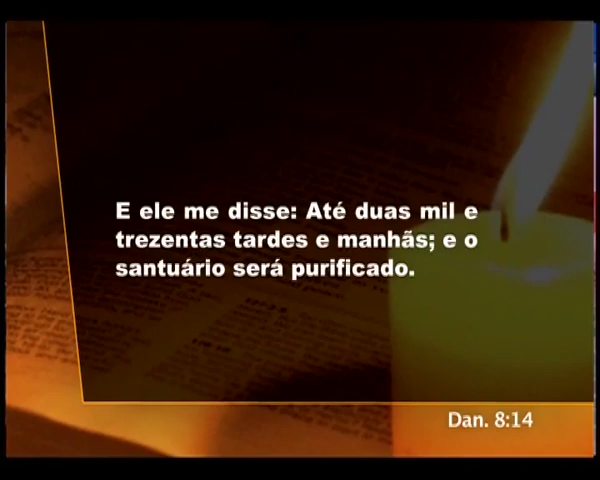 E ele me disse: Até duas mil e
trezentas tardes e manhãs; e o
santuário será purificado.
Dan. 8:14